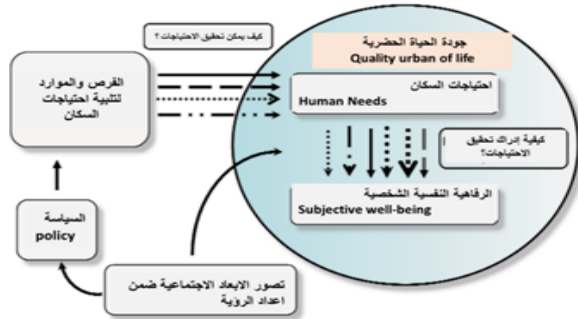 كيف يمكن تحقيق الاحتياجات ؟
جودة الحياة الحضرية
Quality urban of life
الفرص والموارد
لتلبية احتياجات
السكان
احتياجات السكان
Human Needs
كيفية إدراك تحقيق
الاحتياجات؟
الرفاهية النفسية الشخصية
Subjective well-being
السياسة
policy
تصور الابعاد الاجتماعية ضمن
اعداد الرؤية